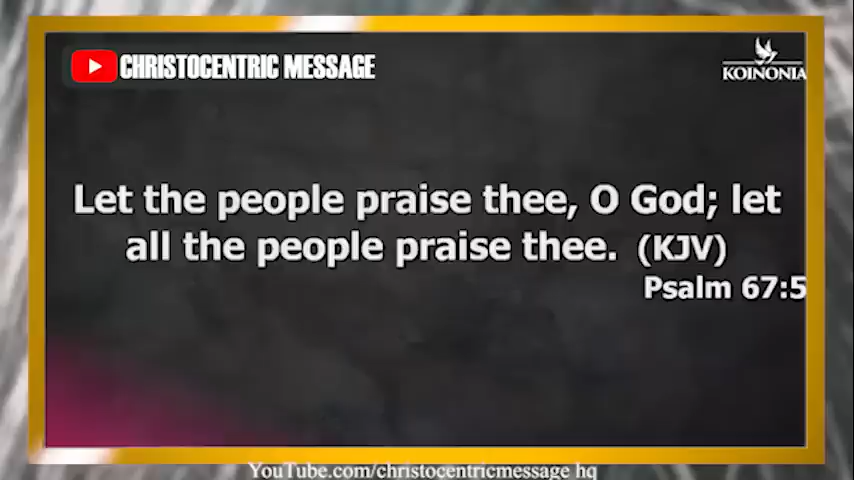 CHRISTOCENTRIC MESSAGE
KOINONIA
Let the people praise thee, O God; let
all the people praise thee. (KJV)
Psalm 67:5
YouTube.com/christocentricmessage hq